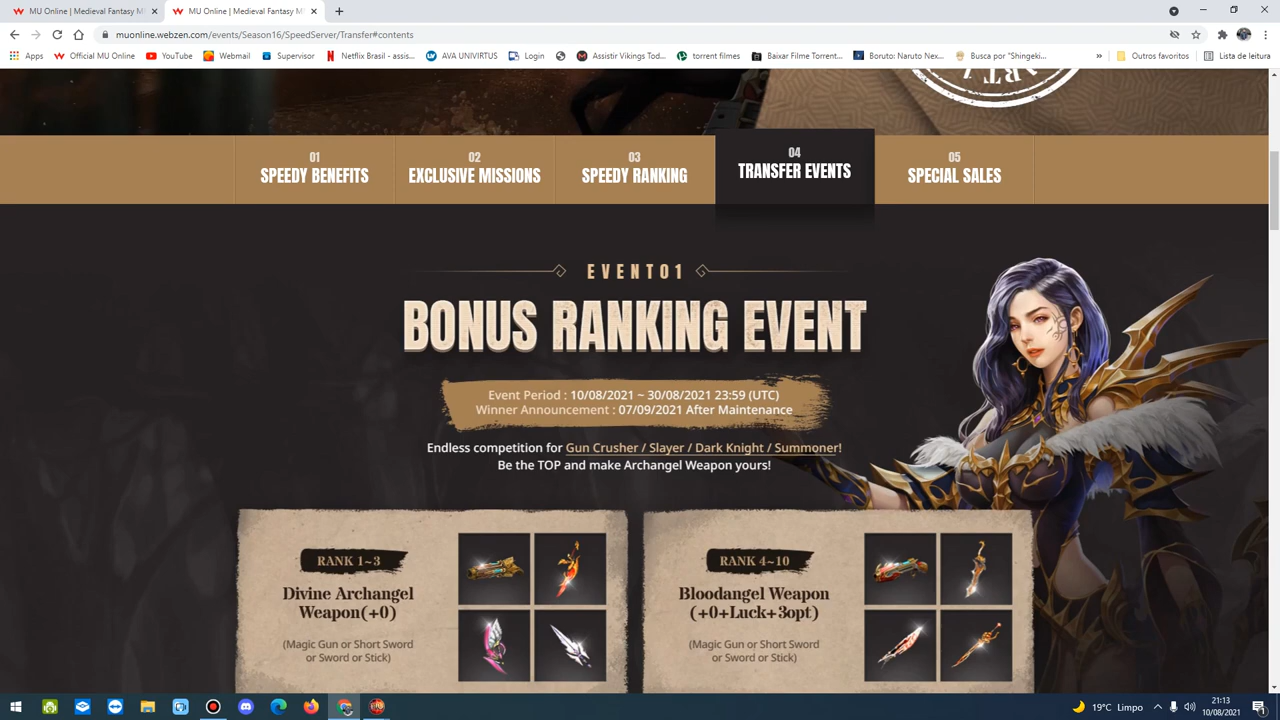 MU Online | Medieval Fantasy M
MU Online | Medieval Fantasy M
muonline.webzen.com/events/Season16/SpeedServer/Transfer#contents
Apps
Official MU Online
YouTube
Webmail
Supervisor
Netflix Brasil - assis...
AVA UNIVIRTUS
Login
Assistir Vikings Tod...
torrent filmes
Baixar Filme Torrent...
Boruto: Naruto Nex...
Busca por "Shingeki...
»
Outros favoritos
Lista de leitura
ARTY
01
SPEEDY BENEFITS
02
EXCLUSIVE MISSIONS
03
SPEEDY RANKING
04
TRANSFER EVENTS
05
SPECIAL SALES
EVENT01
BONUS RANKING EVENT
Event Period : 10/08/2021 ~ 30/08/2021 23:59 (UTC)
Winner Announcement : 07/09/2021 After Maintenance
Endless competition for Gun Crusher / Slayer / Dark Knight / Summoner!
Be the TOP and make Archangel Weapon yours!
RANK 1~3
Divine Archangel
Weapon(+0)
(Magic Gun or Short Sword
or Sword or Stick)
RANK 4~10
Bloodangel Weapon
(+0+Luck+3opt)
(Magic Gun or Short Sword
or Sword or Stick)
19°C Limpo
21:13
10/08/2021